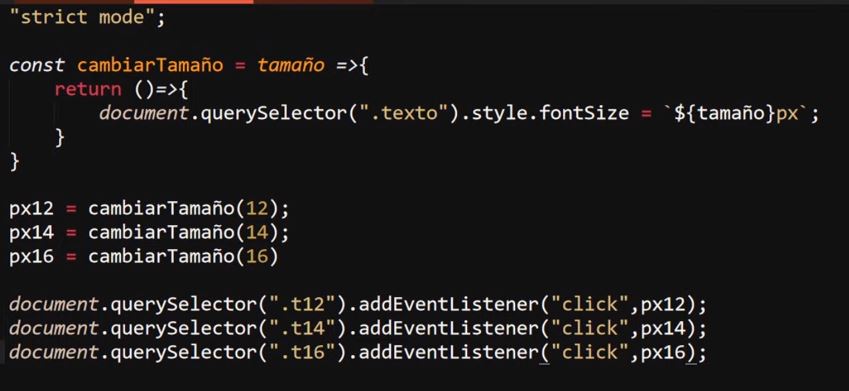 "strict mode";
const cambiarTamaño = tamaño =>{
return ()=>{
document.querySelector(".texto").style.fontSize = `${tamaño}px`;
}
}
px12 = cambiarTamaño(12);
px14 = cambiarTamaño(14);
px16 = cambiarTamaño(16)
document.querySelector(".t12").addEventListener("click",px12);
document.querySelector(".t14").addEventListener("click",px14);
document.querySelector(".t16").addEventListener("click",px16);